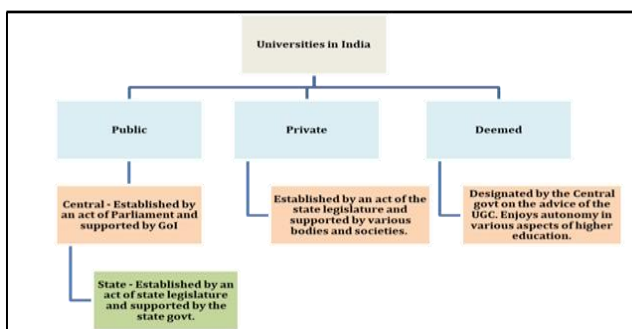 Universities in India
Public
Private
Deemed
Central - Established by
an act of Parliament and
supported by GoI
Established by an act of the
state legislature and
supported by various
bodies and societies.
Designated by the Central
govt on the advice of the
UGC. Enjoys autonomy in
various aspects of higher
education.
State - Established by an
act of state legislature
and supported by the
state govt.